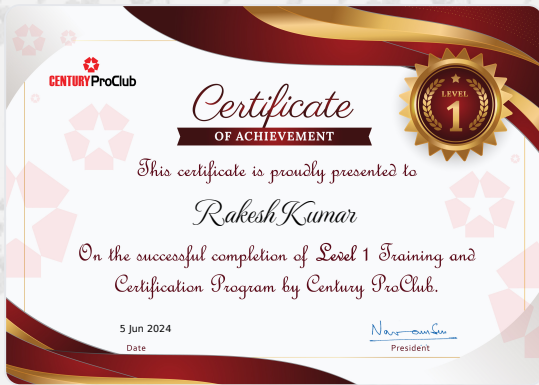 CENTURY ProClub
Certificate
OF ACHIEVEMENT
LEVEL
1
This certificate is proudly presented to
Rakesh Kumar
On the successful completion of Level 1 Training and
Certification Program by Century ProClub.
5 Jun 2024
Date
President